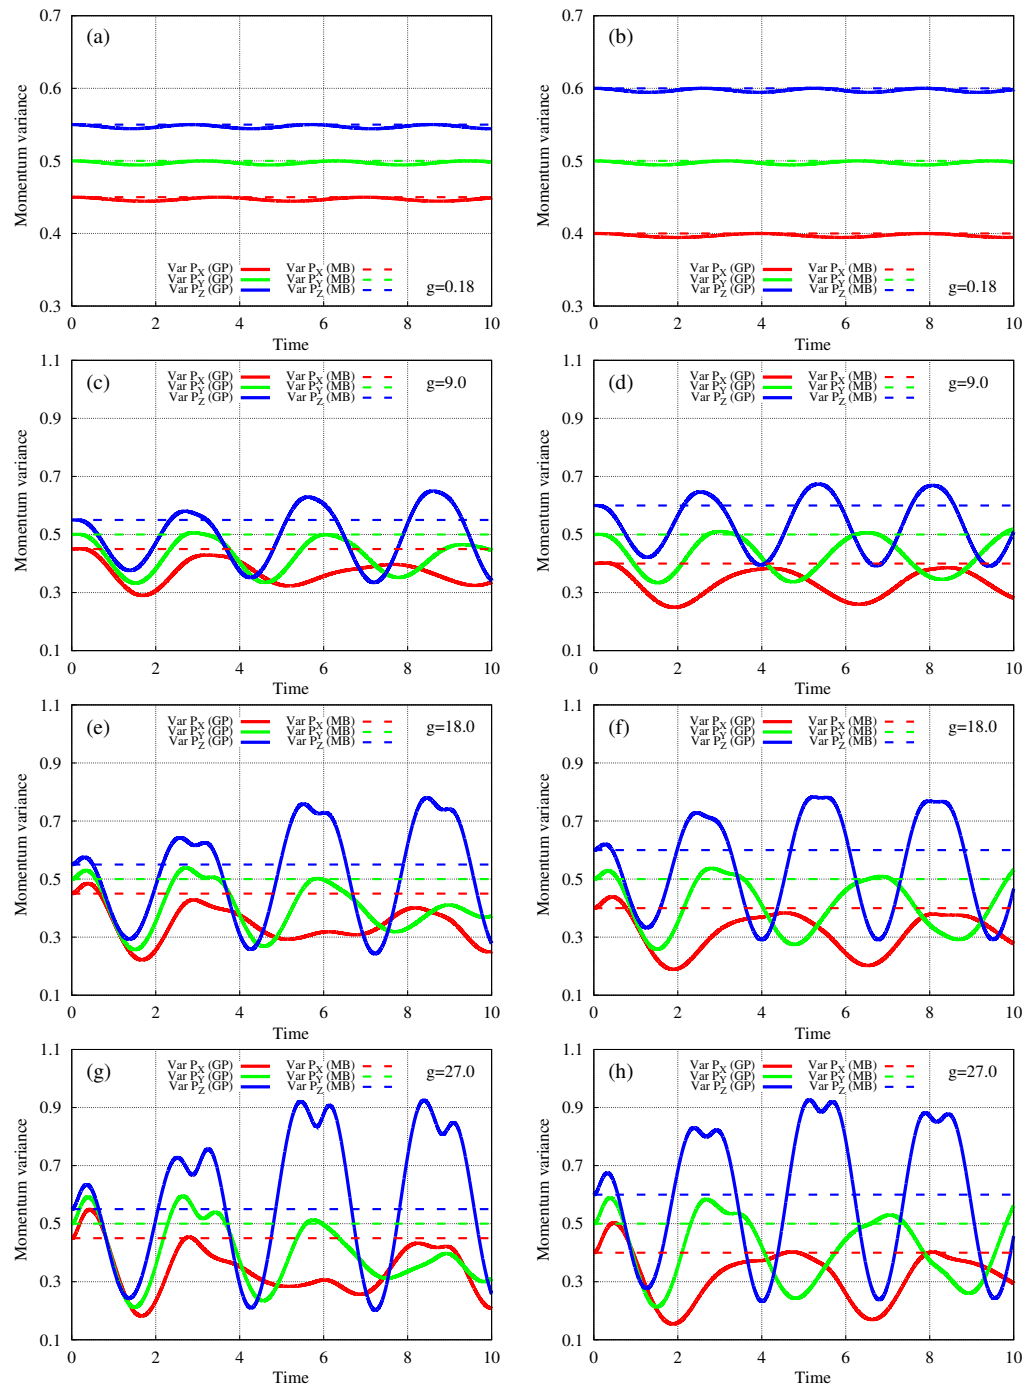 (a)
0.7
0.6
0.5
0.4
0.3
Momentum variance
Var P_X (GP) Var P_X (MB)
Var P_Y (GP) Var P_Y (MB)
Var P_Z (GP) Var P_Z (MB)
g=0.18
0 2 4 6 8 10
Time
(b)
0.7
0.6
0.5
0.4
0.3
Momentum variance
Var P_X (GP) Var P_X (MB)
Var P_Y (GP) Var P_Y (MB)
Var P_Z (GP) Var P_Z (MB)
g=0.18
0 2 4 6 8 10
Time
(c)
1.1
0.9
0.7
0.5
0.3
0.1
Momentum variance
Var P_X (GP) Var P_X (MB)
Var P_Y (GP) Var P_Y (MB)
Var P_Z (GP) Var P_Z (MB)
g=9.0
0 2 4 6 8 10
Time
(d)
1.1
0.9
0.7
0.5
0.3
0.1
Momentum variance
Var P_X (GP) Var P_X (MB)
Var P_Y (GP) Var P_Y (MB)
Var P_Z (GP) Var P_Z (MB)
g=9.0
0 2 4 6 8 10
Time
(e)
1.1
0.9
0.7
0.5
0.3
0.1
Momentum variance
Var P_X (GP) Var P_X (MB)
Var P_Y (GP) Var P_Y (MB)
Var P_Z (GP) Var P_Z (MB)
g=18.0
0 2 4 6 8 10
Time
(f)
1.1
0.9
0.7
0.5
0.3
0.1
Momentum variance
Var P_X (GP) Var P_X (MB)
Var P_Y (GP) Var P_Y (MB)
Var P_Z (GP) Var P_Z (MB)
g=18.0
0 2 4 6 8 10
Time
(g)
1.1
0.9
0.7
0.5
0.3
0.1
Momentum variance
Var P_X (GP) Var P_X (MB)
Var P_Y (GP) Var P_Y (MB)
Var P_Z (GP) Var P_Z (MB)
g=27.0
0 2 4 6 8 10
Time
(h)
1.1
0.9
0.7
0.5
0.3
0.1
Momentum variance
Var P_X (GP) Var P_X (MB)
Var P_Y (GP) Var P_Y (MB)
Var P_Z (GP) Var P_Z (MB)
g=27.0
0 2 4 6 8 10
Time